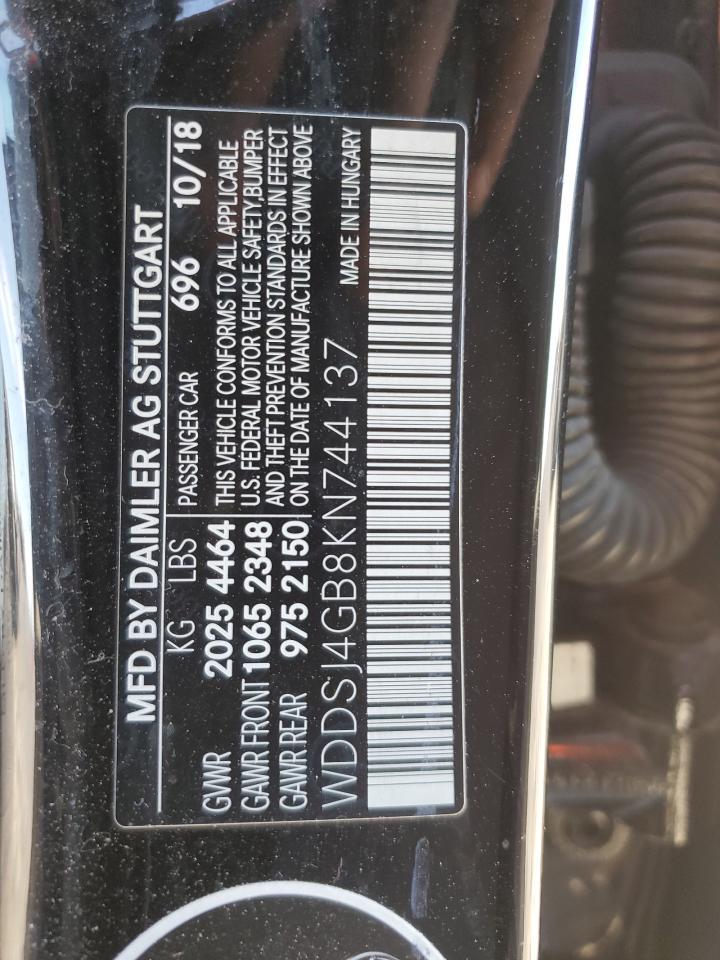 MFD BY DAIMLER AG STUTTGART
KG LBS PASSENGER CAR 696 10/18
GVWR 2025 4464 THIS VEHICLE CONFORMS TO ALL APPLICABLE
GAWR FRONT 1065 2348 U.S. FEDERAL MOTOR VEHICLE SAFETY,BUMPER
GAWR REAR 975 2150 AND THEFT PREVENTION STANDARDS IN EFFECT
ON THE DATE OF MANUFACTURE SHOWN ABOVE
WDDSJ4GB8KN744137 MADE IN HUNGARY